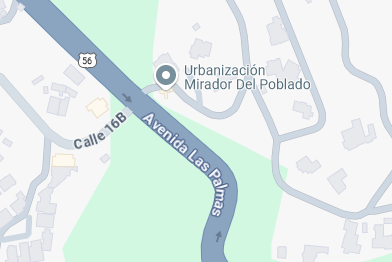 56
Urbanización
Mirador Del Poblado
Calle 16B
Avenida Las Palmas